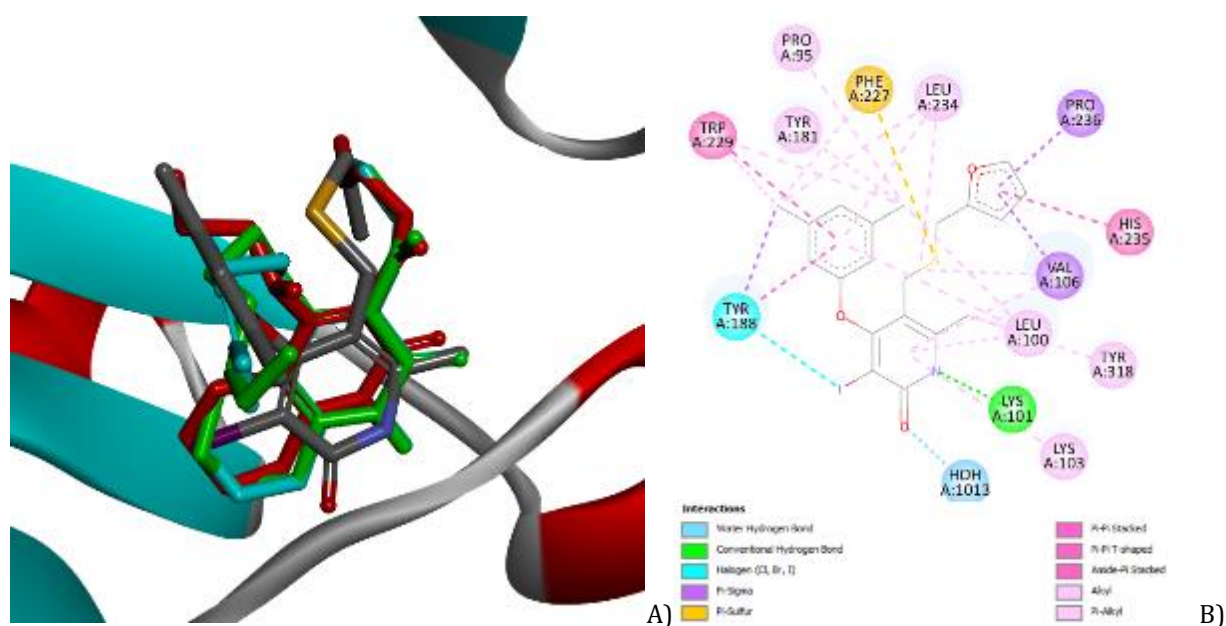 PRO
A:95
PHE
A:227
LEU
A:234
PRO
A:236
TRP
A:229
TYR
A:181
O
HIS
A:235
VAL
A:106
TYR
A:188
O
LEU
A:100
TYR
A:318
I
N
LYS
A:101
O
LYS
A:103
HOH
A:1013
Interactions
Water Hydrogen Bond
Conventional Hydrogen Bond
Halogen (Cl, Br, I)
Pi-Sigma
Pi-Sulfur
Pi-Pi Stacked
Pi-Pi T-shaped
Amide-Pi Stacked
Alkyl
Pi-Alkyl
A)
B)